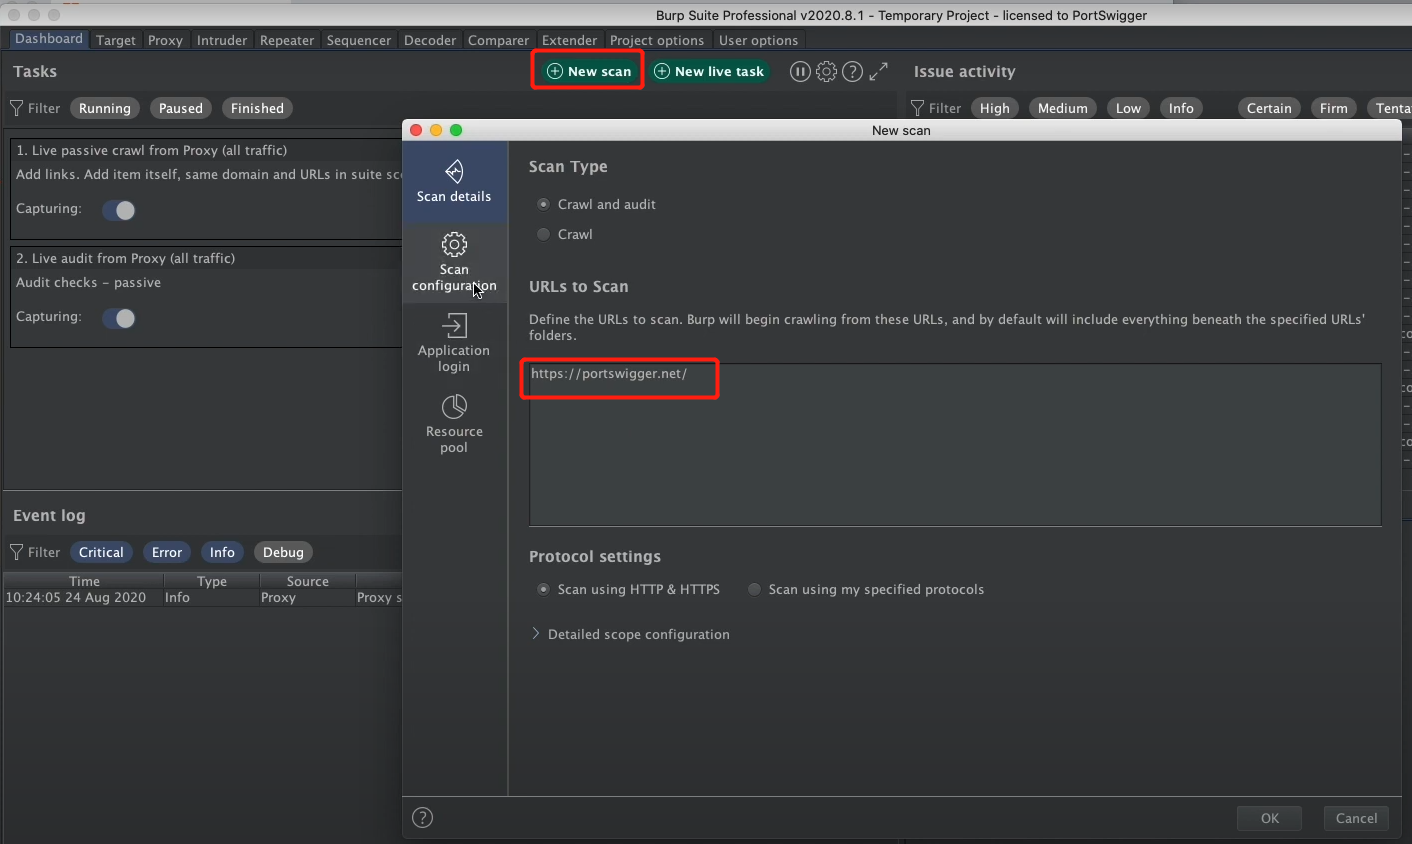 Burp Suite Professional v2020.8.1 - Temporary Project - licensed to PortSwigger
Dashboard Target Proxy Intruder Repeater Sequencer Decoder Comparer Extender Project options User options
Tasks
New scan New live task
Issue activity
Filter Running Paused Finished
Filter High Medium Low Info Certain Firm
1. Live passive crawl from Proxy (all traffic)
Add links. Add item itself, same domain and URLs in suite
Capturing:
2. Live audit from Proxy (all traffic)
Audit checks - passive
Capturing:
Event log
Filter Critical Error Info Debug
Time Type Source
10:24:05 24 Aug 2020 Info Proxy Proxy s
New scan
Scan details
Scan
configuration
Application
login
Resource
pool
Scan Type
Crawl and audit
Crawl
URLs to Scan
Define the URLs to scan. Burp will begin crawling from these URLs, and by default will include everything beneath the specified URLs'
folders.
https://portswigger.net/
Protocol settings
Scan using HTTP & HTTPS Scan using my specified protocols
Detailed scope configuration
OK Cancel